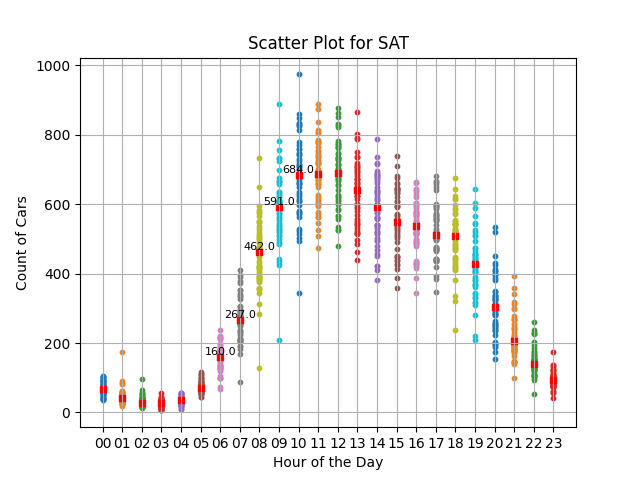 Scatter Plot for SAT
Count of Cars
1000
800
600
400
200
0
684.0
591.0
462.0
267.0
160.0
00 01 02 03 04 05 06 07 08 09 10 11 12 13 14 15 16 17 18 19 20 21 22 23
Hour of the Day